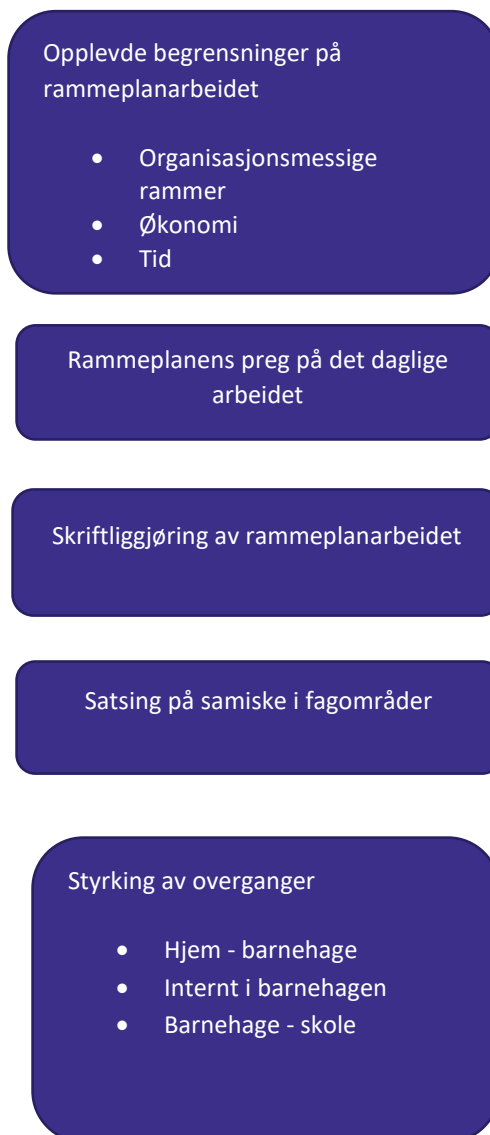 Opplevde begrensninger på
rammeplanarbeidet
• Organisasjonsmessige
rammer
• Økonomi
• Tid
Rammeplanens preg på det daglige
arbeidet
Skriftliggjøring av rammeplanarbeidet
Satsing på samiske i fagområder
Styrking av overganger
• Hjem - barnehage
• Internt i barnehagen
• Barnehage - skole